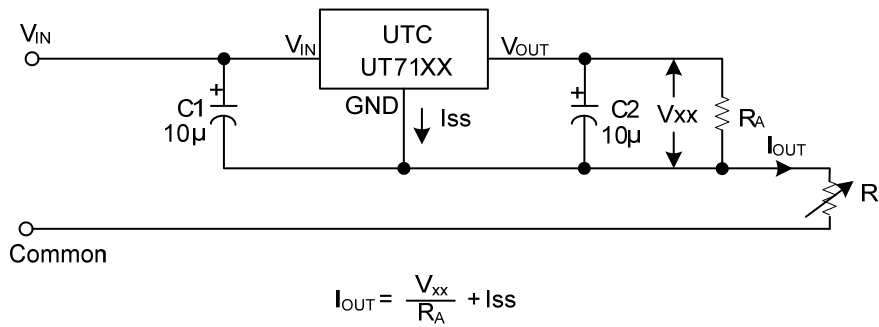 VIN
VIN
UTC
UT71XX
VOUT
GND
Iss
C1
10μ
C2
10μ
Vxx
RA
IOUT
R
Common
IOUT = Vxx / RA + Iss